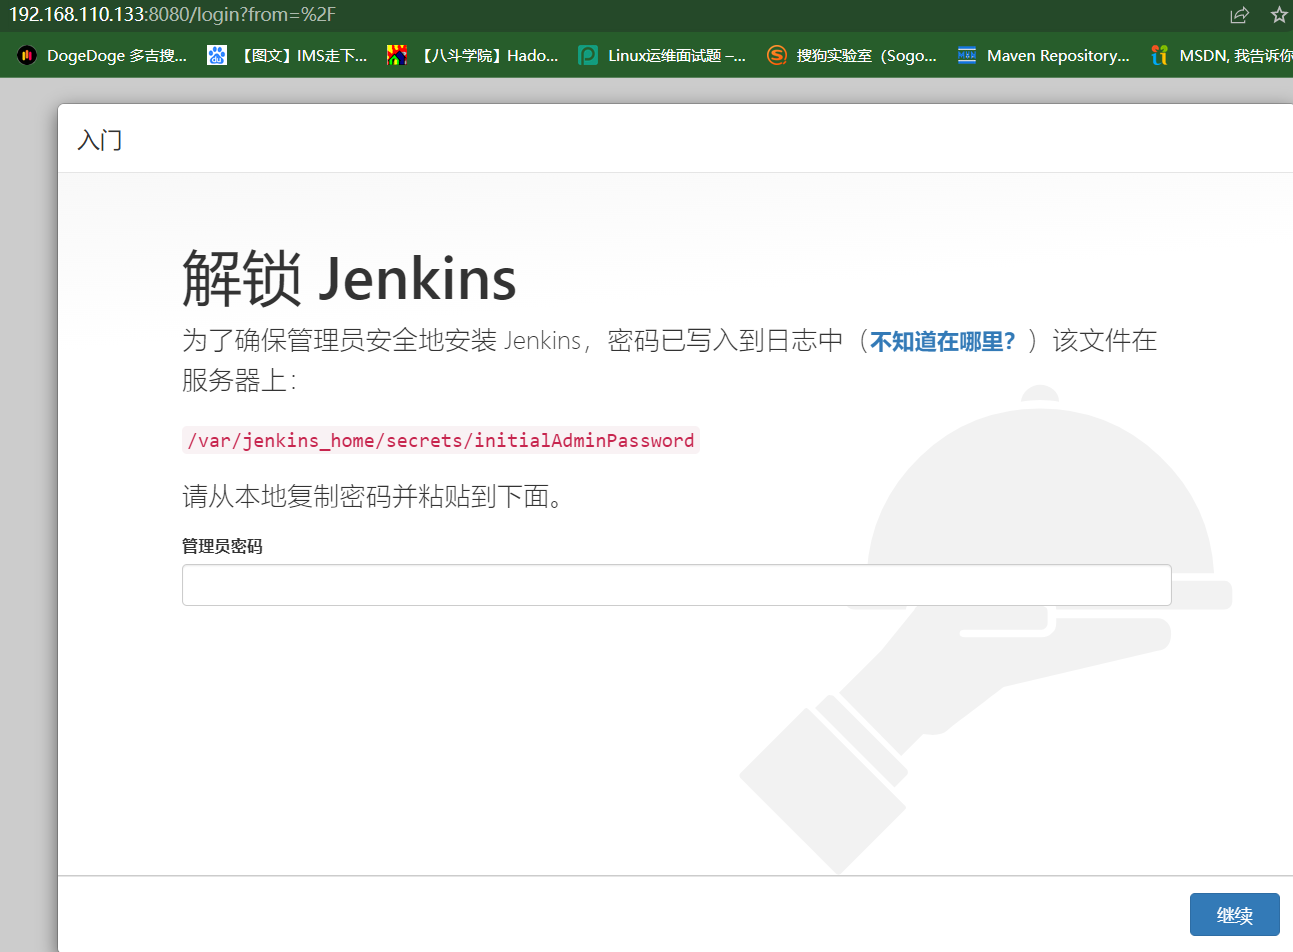 192.168.110.133:8080/login?from=%2F
DogeDoge 多吉搜... 【图文】IMS走下... 【八斗学院】Hado... Linux运维面试题 –... 搜狗实验室（Sogo... Maven Repository... MSDN, 我告诉你
入门
解锁 Jenkins
为了确保管理员安全地安装 Jenkins，密码已写入到日志中（不知道在哪里？）该文件在
服务器上：
/var/jenkins_home/secrets/initialAdminPassword
请从本地复制密码并粘贴到下面。
管理员密码
继续